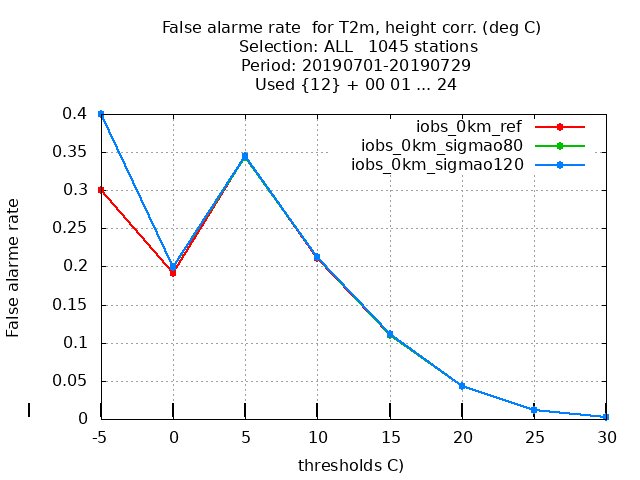 False alarme rate  for T2m, height corr. (deg C)
Selection: ALL   1045 stations
Period: 20190701-20190729
Used {12} + 00 01 ... 24
iobs_0km_ref
iobs_0km_sigmao80
iobs_0km_sigmao120
False alarme rate
0.4
0.35
0.3
0.25
0.2
0.15
0.1
0.05
0
-5 0 5 10 15 20 25 30
thresholds C)